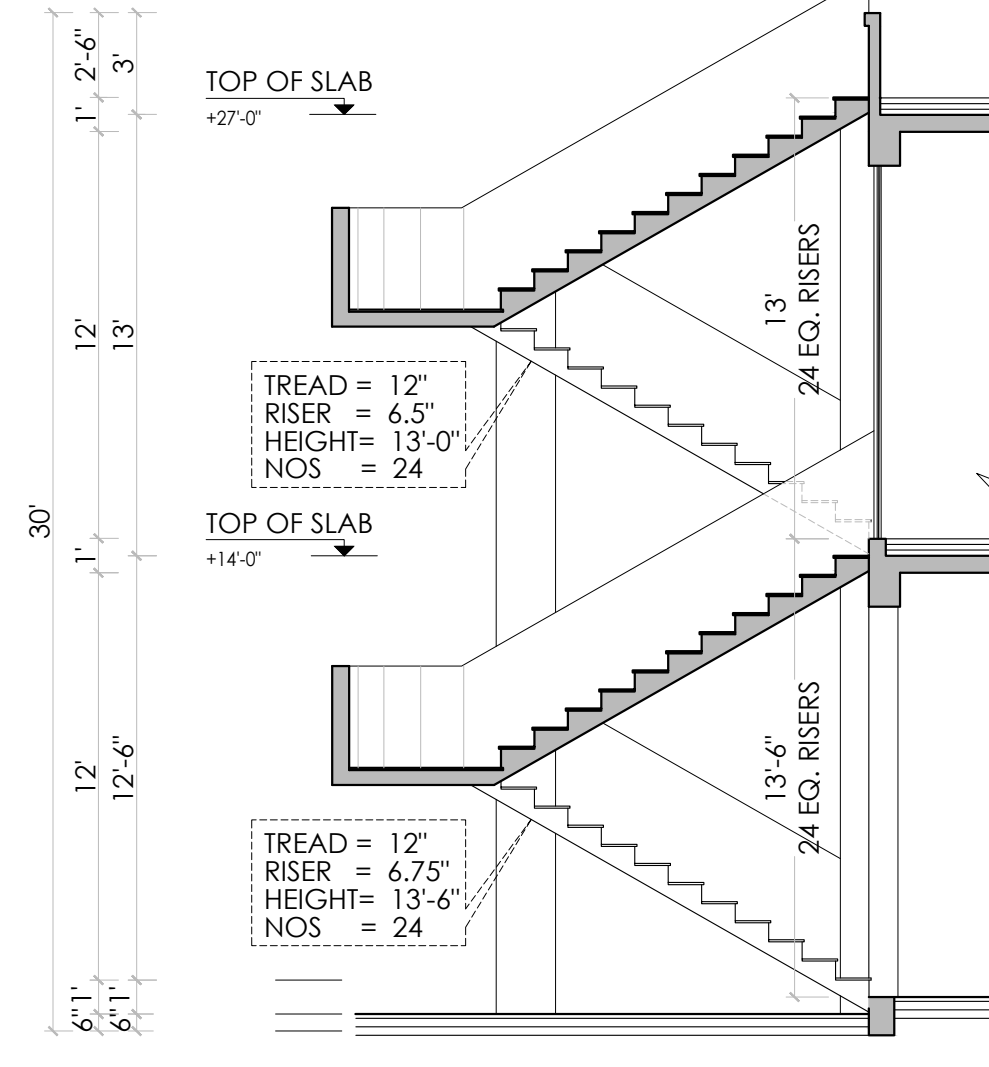 2'-6"
3'
1'
TOP OF SLAB
+27'-0"
12'
13'
13'
24 EQ. RISERS
TREAD = 12"
RISER = 6.5"
HEIGHT= 13'-0"
NOS = 24
30'
TOP OF SLAB
+14'-0"
1'
12'
12'-6"
13'-6"
24 EQ. RISERS
TREAD = 12"
RISER = 6.75"
HEIGHT= 13'-6"
NOS = 24
1'
1'
6"
6"